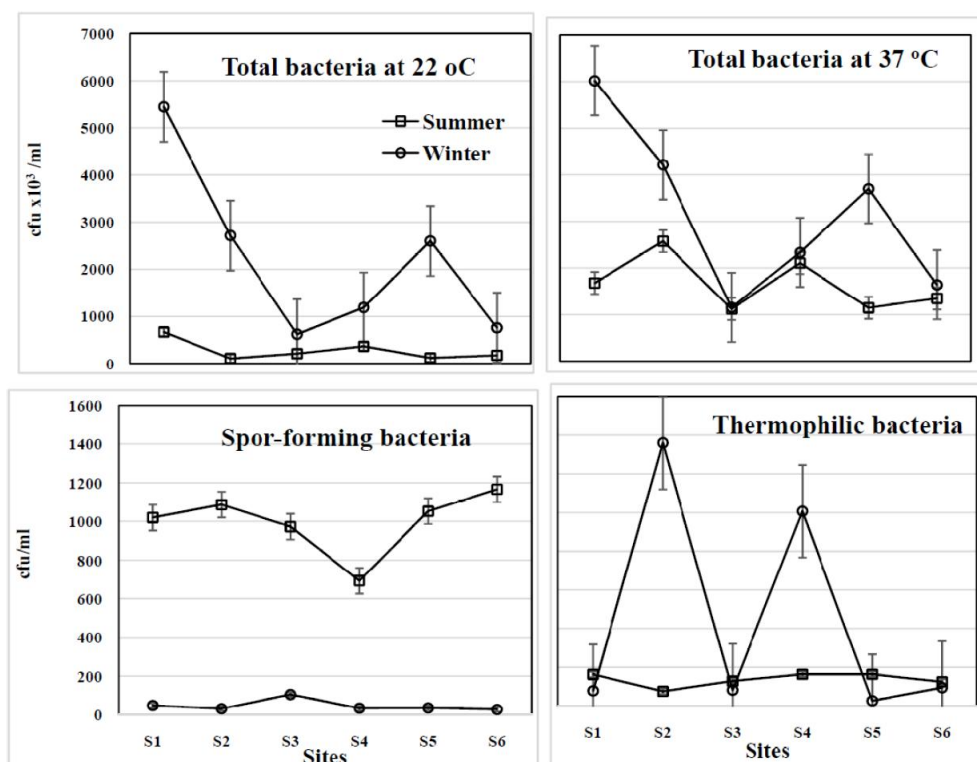 Total bacteria at 22 oC
Summer
Winter
cfu x10³ /ml
7000
6000
5000
4000
3000
2000
1000
0
Total bacteria at 37 ºC
Spor-forming bacteria
cfu/ml
1600
1400
1200
1000
800
600
400
200
0
S1 S2 S3 S4 S5 S6
Sites
Thermophilic bacteria
S1 S2 S3 S4 S5 S6
Sites